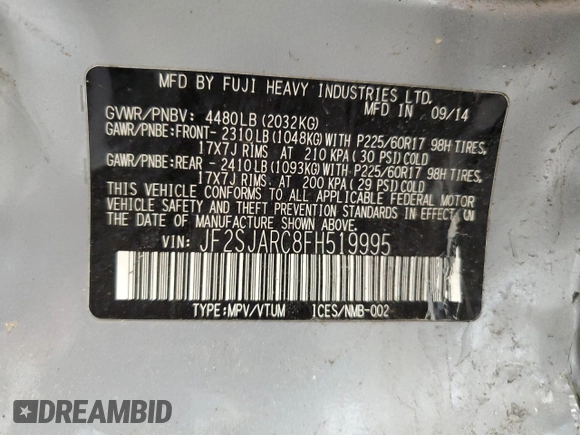 MFD BY FUJI HEAVY INDUSTRIES LTD.
MFD IN 09/14
GVWR/PNBV: 4480LB (2032KG)
GAWR/PNBE:FRONT- 2310LB (1048KG) WITH P225/60R17 98H TIRES,
17X7J RIMS AT 210 KPA (30 PSI) COLD
GAWR/PNBE:REAR - 2410LB (1093KG) WITH P225/60R17 98H TIRES,
17X7J RIMS AT 200 KPA (29 PSI) COLD
THIS VEHICLE CONFORMS TO ALL APPLICABLE FEDERAL MOTOR
VEHICLE SAFETY AND THEFT PREVENTION STANDARDS IN EFFECT
ON THE DATE OF MANUFACTURE SHOWN ABOVE.
VIN: JF2SJARC8FH519995
TYPE:MPV/VTUM ICES/NMB-002
DREAMBID